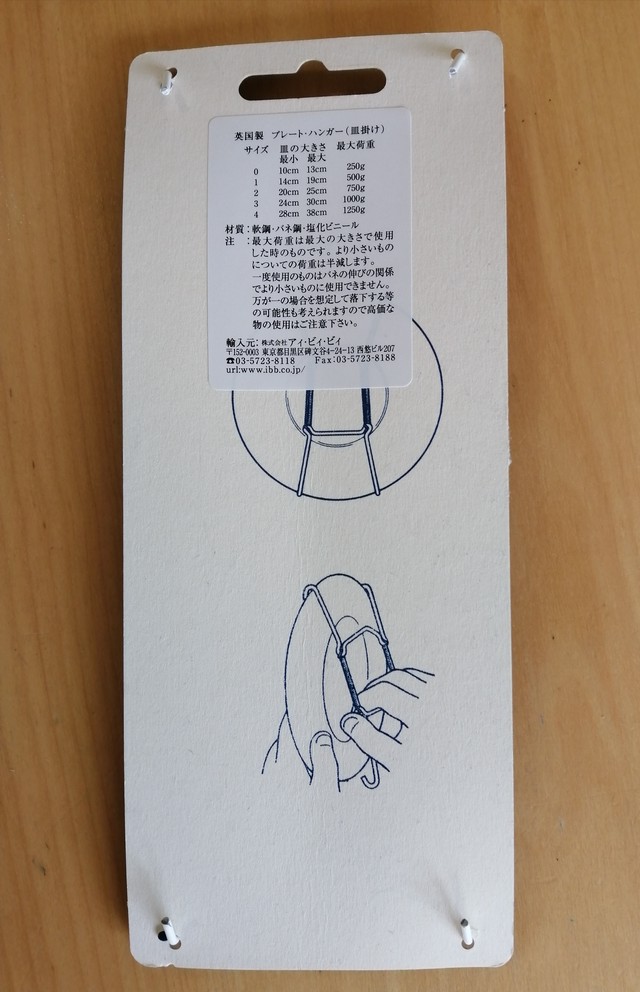 英国製 プレート・ハンガー(皿掛け)
サイズ 皿の大きさ 最大荷重
最小 最大
0 10cm 13cm 250g
1 14cm 19cm 500g
2 20cm 25cm 750g
3 24cm 30cm 1000g
4 28cm 38cm 1250g
材質:軟鋼・バネ鋼・塩化ビニール
注 :最大荷重は最大の大きさで使用
した時のものです。より小さいもの
についての荷重は半減します。
一度使用のものはバネの伸びの関係
でより小さいものに使用できません。
万が一の場合を想定して落下する等
の可能性も考えられますので高価な
物の使用はご注意下さい。
輸入元:株式会社アイ・ビィ・ビィ
〒152-0003 東京都目黒区碑文谷4-24-13 西悠ビル207
☎03-5723-8118 Fax:03-5723-8188
url:www.ibb.co.jp/